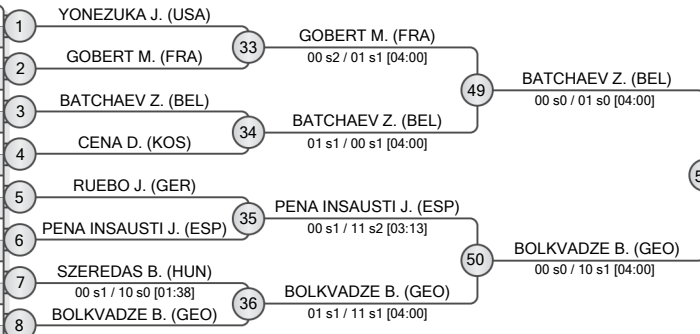 1
YONEZUKA J. (USA)
2
GOBERT M. (FRA)
3
BATCHAEV Z. (BEL)
4
CENA D. (KOS)
5
RUEBO J. (GER)
6
PENA INSAUSTI J. (ESP)
7
SZEREDAS B. (HUN)
00 s1 / 10 s0 [01:38]
8
BOLKVADZE B. (GEO)
33
GOBERT M. (FRA)
00 s2 / 01 s1 [04:00]
34
BATCHAEV Z. (BEL)
01 s1 / 00 s1 [04:00]
35
PENA INSAUSTI J. (ESP)
00 s1 / 11 s2 [03:13]
36
BOLKVADZE B. (GEO)
01 s1 / 11 s1 [04:00]
49
BATCHAEV Z. (BEL)
00 s0 / 01 s0 [04:00]
50
BOLKVADZE B. (GEO)
00 s0 / 10 s1 [04:00]